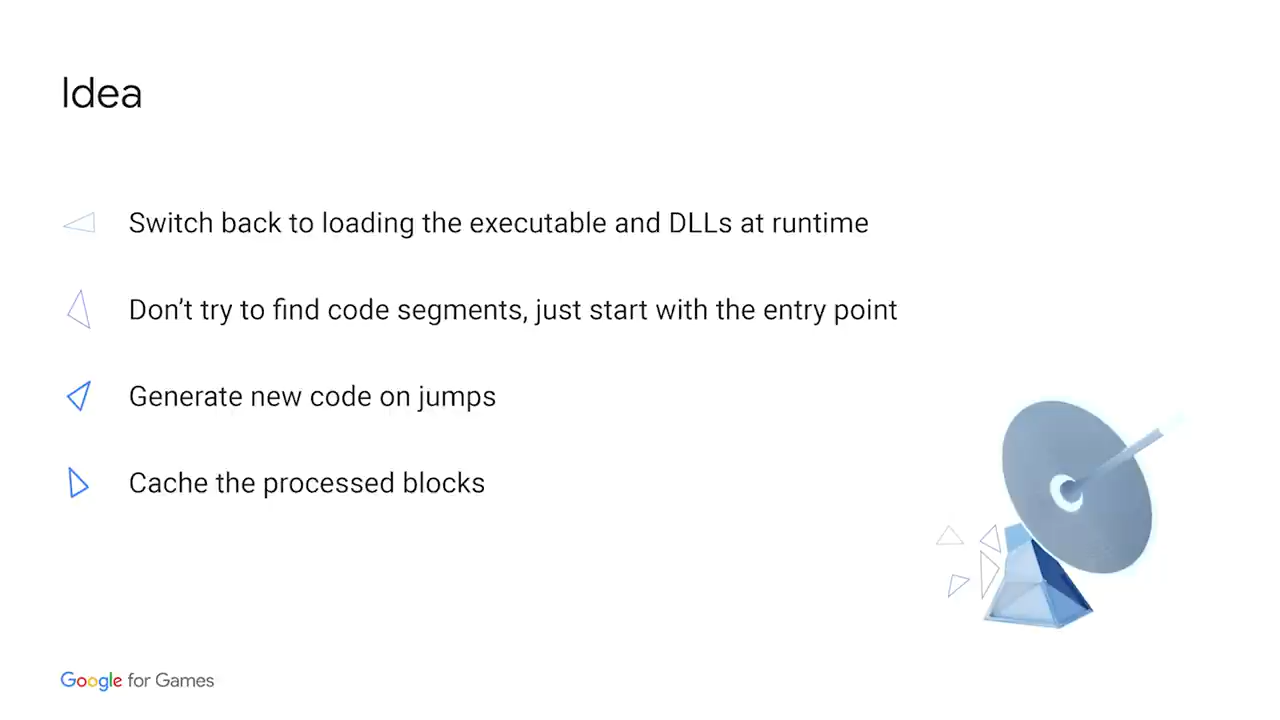 Idea
Switch back to loading the executable and DLLs at runtime
Don’t try to find code segments, just start with the entry point
Generate new code on jumps
Cache the processed blocks
Google for Games